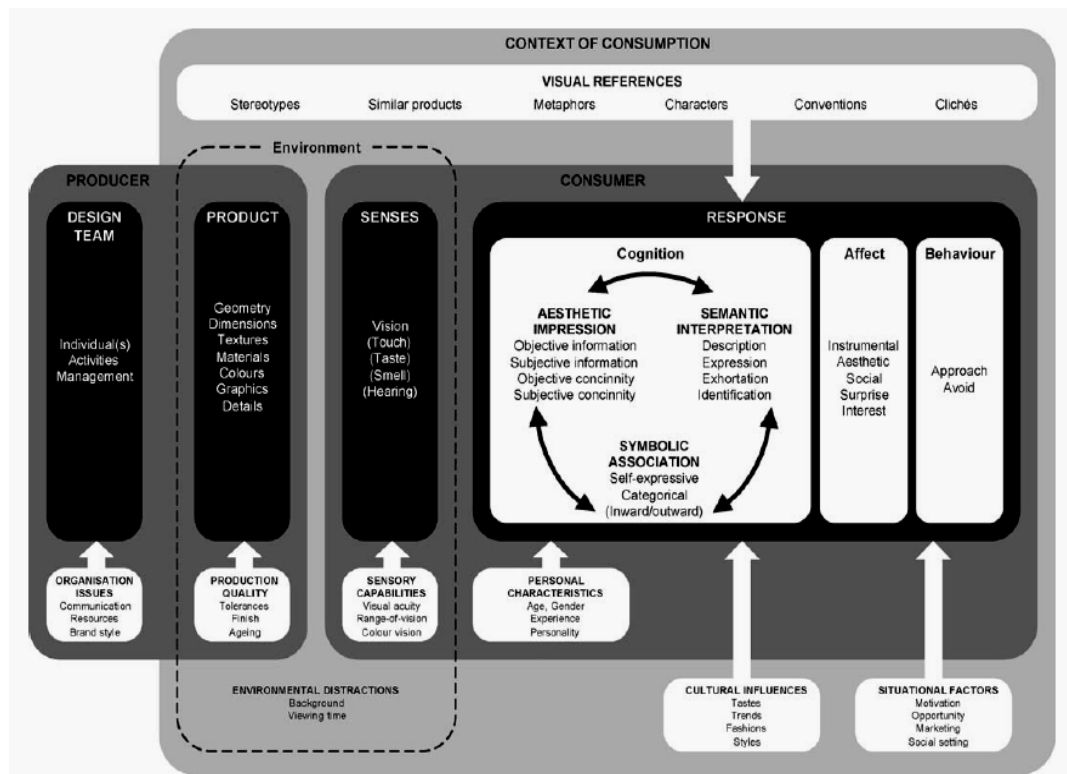 CONTEXT OF CONSUMPTION
VISUAL REFERENCES
Stereotypes Similar products Metaphors Characters Conventions Clichés
Environment
PRODUCER
CONSUMER
DESIGN
TEAM
Individual(s)
Activities
Management
PRODUCT
Geometry
Dimensions
Textures
Materials
Colours
Graphics
Details
SENSES
Vision
(Touch)
(Taste)
(Smell)
(Hearing)
RESPONSE
Cognition
AESTHETIC
IMPRESSION
Objective information
Subjective information
Objective concinnity
Subjective concinnity
SEMANTIC
INTERPRETATION
Description
Expression
Exhortation
Identification
SYMBOLIC
ASSOCIATION
Self-expressive
Categorical
(Inward/outward)
Affect
Instrumental
Aesthetic
Social
Surprise
Interest
Behaviour
Approach
Avoid
ORGANISATION
ISSUES
Communication
Resources
Brand style
PRODUCTION
QUALITY
Tolerances
Finish
Ageing
SENSORY
CAPABILITIES
Visual acuity
Range-of-vision
Colour vision
PERSONAL
CHARACTERISTICS
Age, Gender
Experience
Personality
ENVIRONMENTAL DISTRACTIONS
Background
Viewing time
CULTURAL INFLUENCES
Tastes
Trends
Fashions
Styles
SITUATIONAL FACTORS
Motivation
Opportunity
Marketing
Social setting